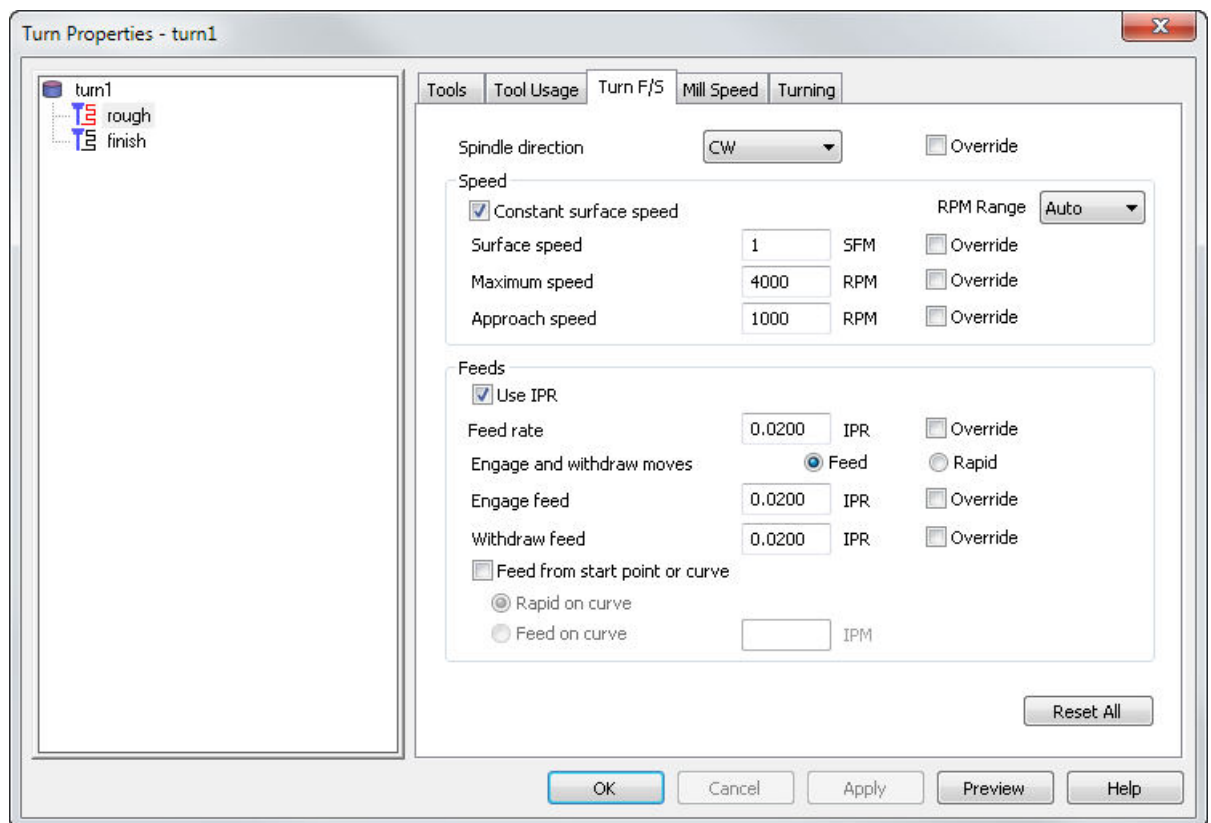 Turn Properties - turn1
turn1
rough
finish
Tools Tool Usage Turn F/S Mill Speed Turning
Spindle direction CW Override
Speed
Constant surface speed RPM Range Auto
Surface speed 1 SFM Override
Maximum speed 4000 RPM Override
Approach speed 1000 RPM Override
Feeds
Use IPR
Feed rate 0.0200 IPR Override
Engage and withdraw moves Feed Rapid
Engage feed 0.0200 IPR Override
Withdraw feed 0.0200 IPR Override
Feed from start point or curve
Rapid on curve
Feed on curve IPM
Reset All
OK Cancel Apply Preview Help